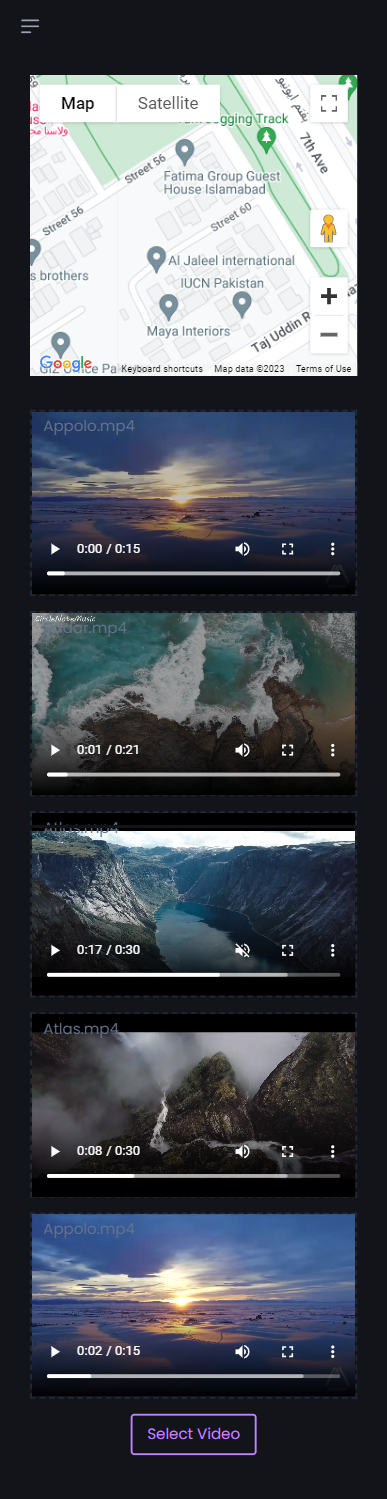 Map
Satellite
Jogging Track
7th Ave
Street 56
Fatima Group Guest
House Islamabad
Street 60
Street 56
s brothers
Al Jaleel international
IUCN Pakistan
Maya Interiors
Taj Uddin R
Google
Keyboard shortcuts
Map data ©2023
Terms of Use
Appolo.mp4
0:00 / 0:15
CircleNoteMusic
0:01 / 0:21
Atlas.mp4
0:17 / 0:30
Atlas.mp4
0:08 / 0:30
Appolo.mp4
0:02 / 0:15
Select Video